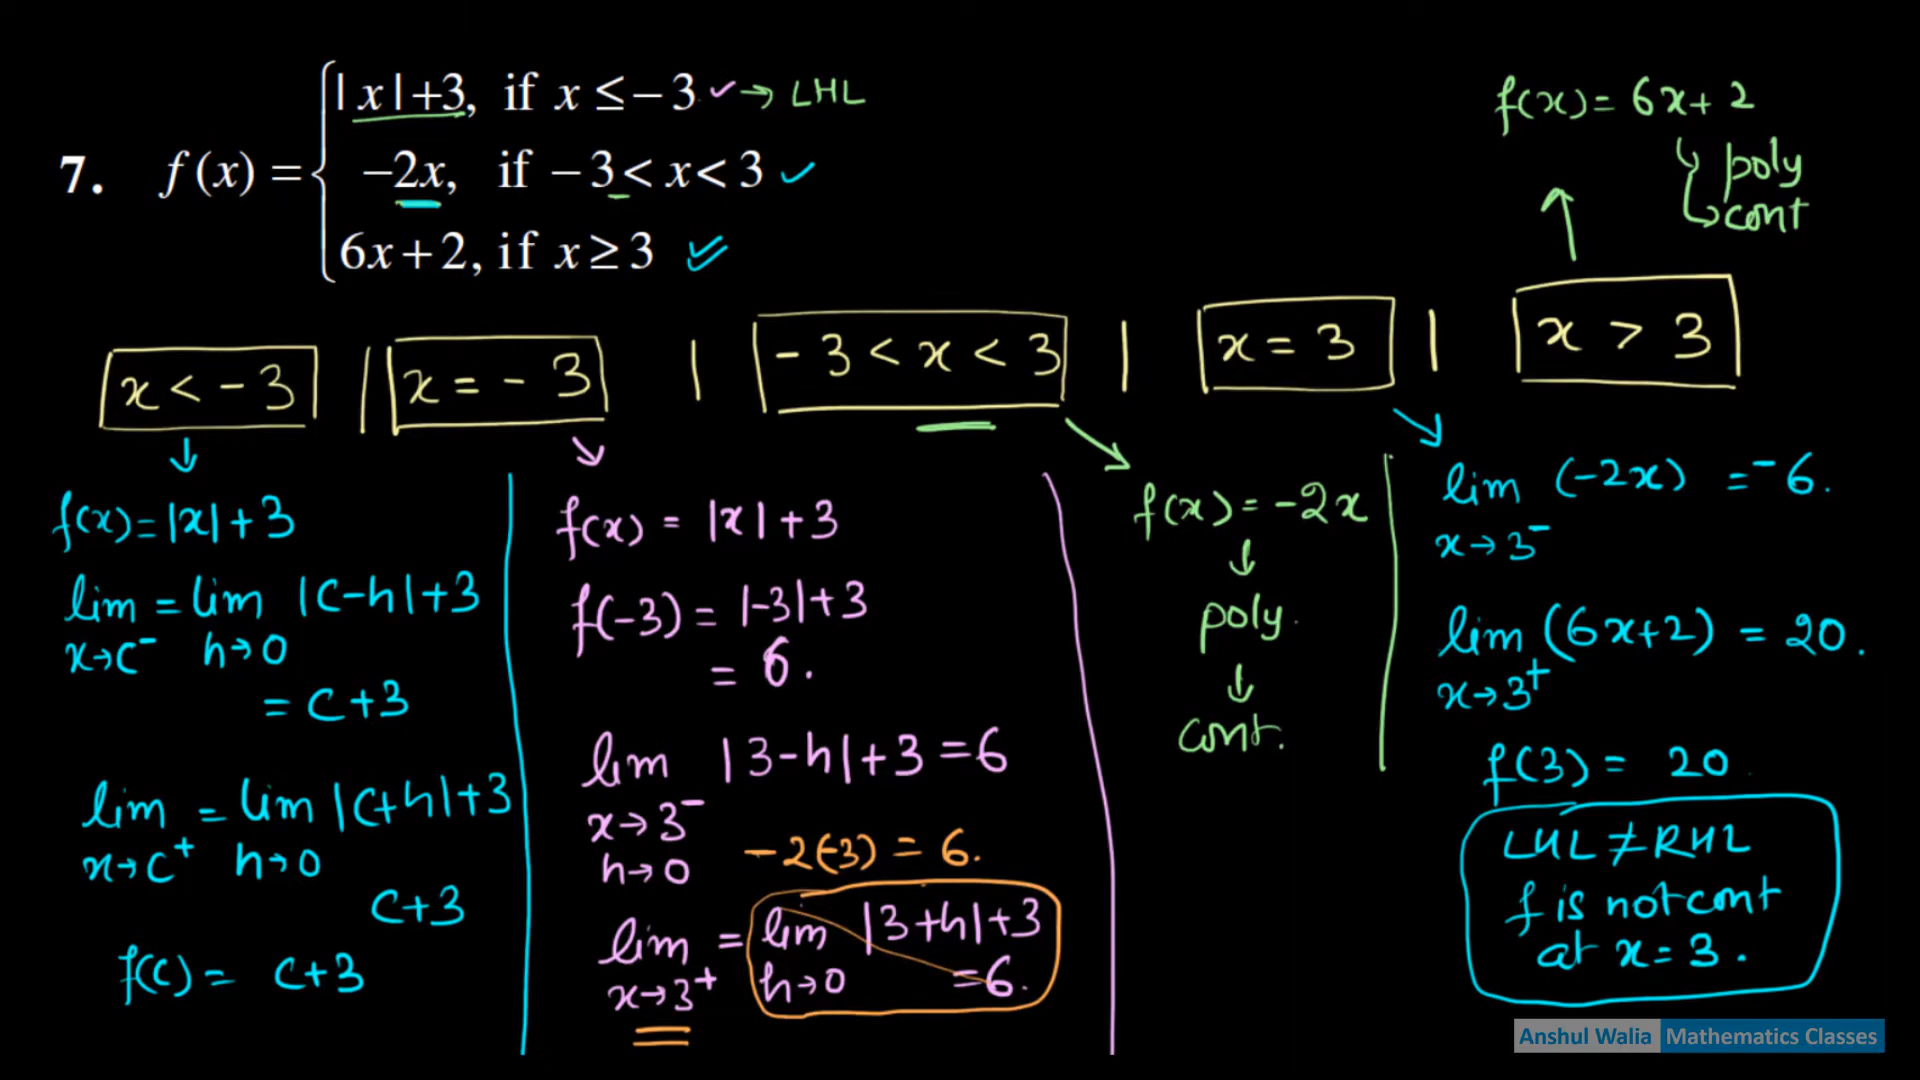 7. f(x) = { |x|+3, if x ≤ −3 ✓ → LHL
−2x, if −3 < x < 3 ✓
6x+2, if x ≥ 3 ✓
f(x) = 6x+2
poly
cont
x < -3 | x = -3 | -3 < x < 3 | x = 3 | x > 3
f(x) = |x|+3
lim = lim |c-h|+3
x→c⁻ h→0
= c+3
lim = lim |c+h|+3
x→c⁺ h→0
c+3
f(c) = c+3
f(x) = |x|+3
f(-3) = |-3|+3
= 6.
lim |3-h|+3 = 6
x→3⁻
h→0
-2(-3) = 6.
lim = lim |3+h|+3
x→3⁺ h→0 = 6.
f(x) = -2x
↓
poly.
↓
cont.
lim (-2x) = -6.
x→3⁻
lim (6x+2) = 20.
x→3⁺
f(3) = 20
LHL ≠ RHL
f is not cont
at x = 3.
Anshul Walia Mathematics Classes